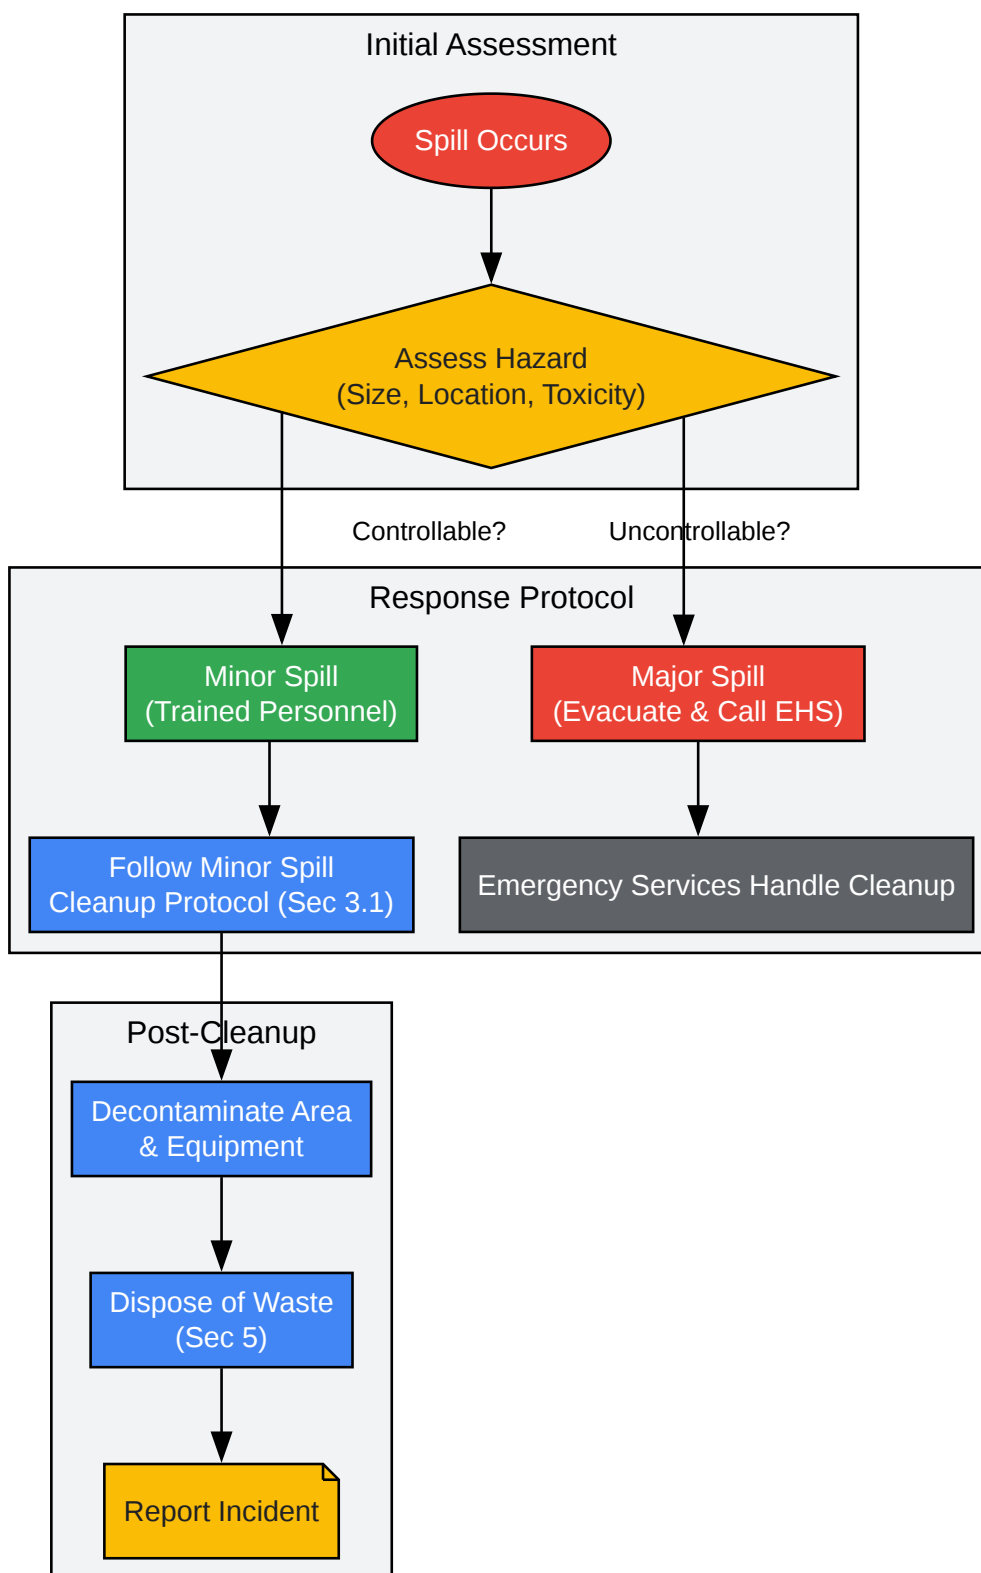 Initial Assessment
Spill Occurs
Assess Hazard
(Size, Location, Toxicity)
Controllable?
Uncontrollable?
Response Protocol
Minor Spill
(Trained Personnel)
Major Spill
(Evacuate & Call EHS)
Follow Minor Spill
Cleanup Protocol (Sec 3.1)
Emergency Services Handle Cleanup
Post-Cleanup
Decontaminate Area
& Equipment
Dispose of Waste
(Sec 5)
Report Incident